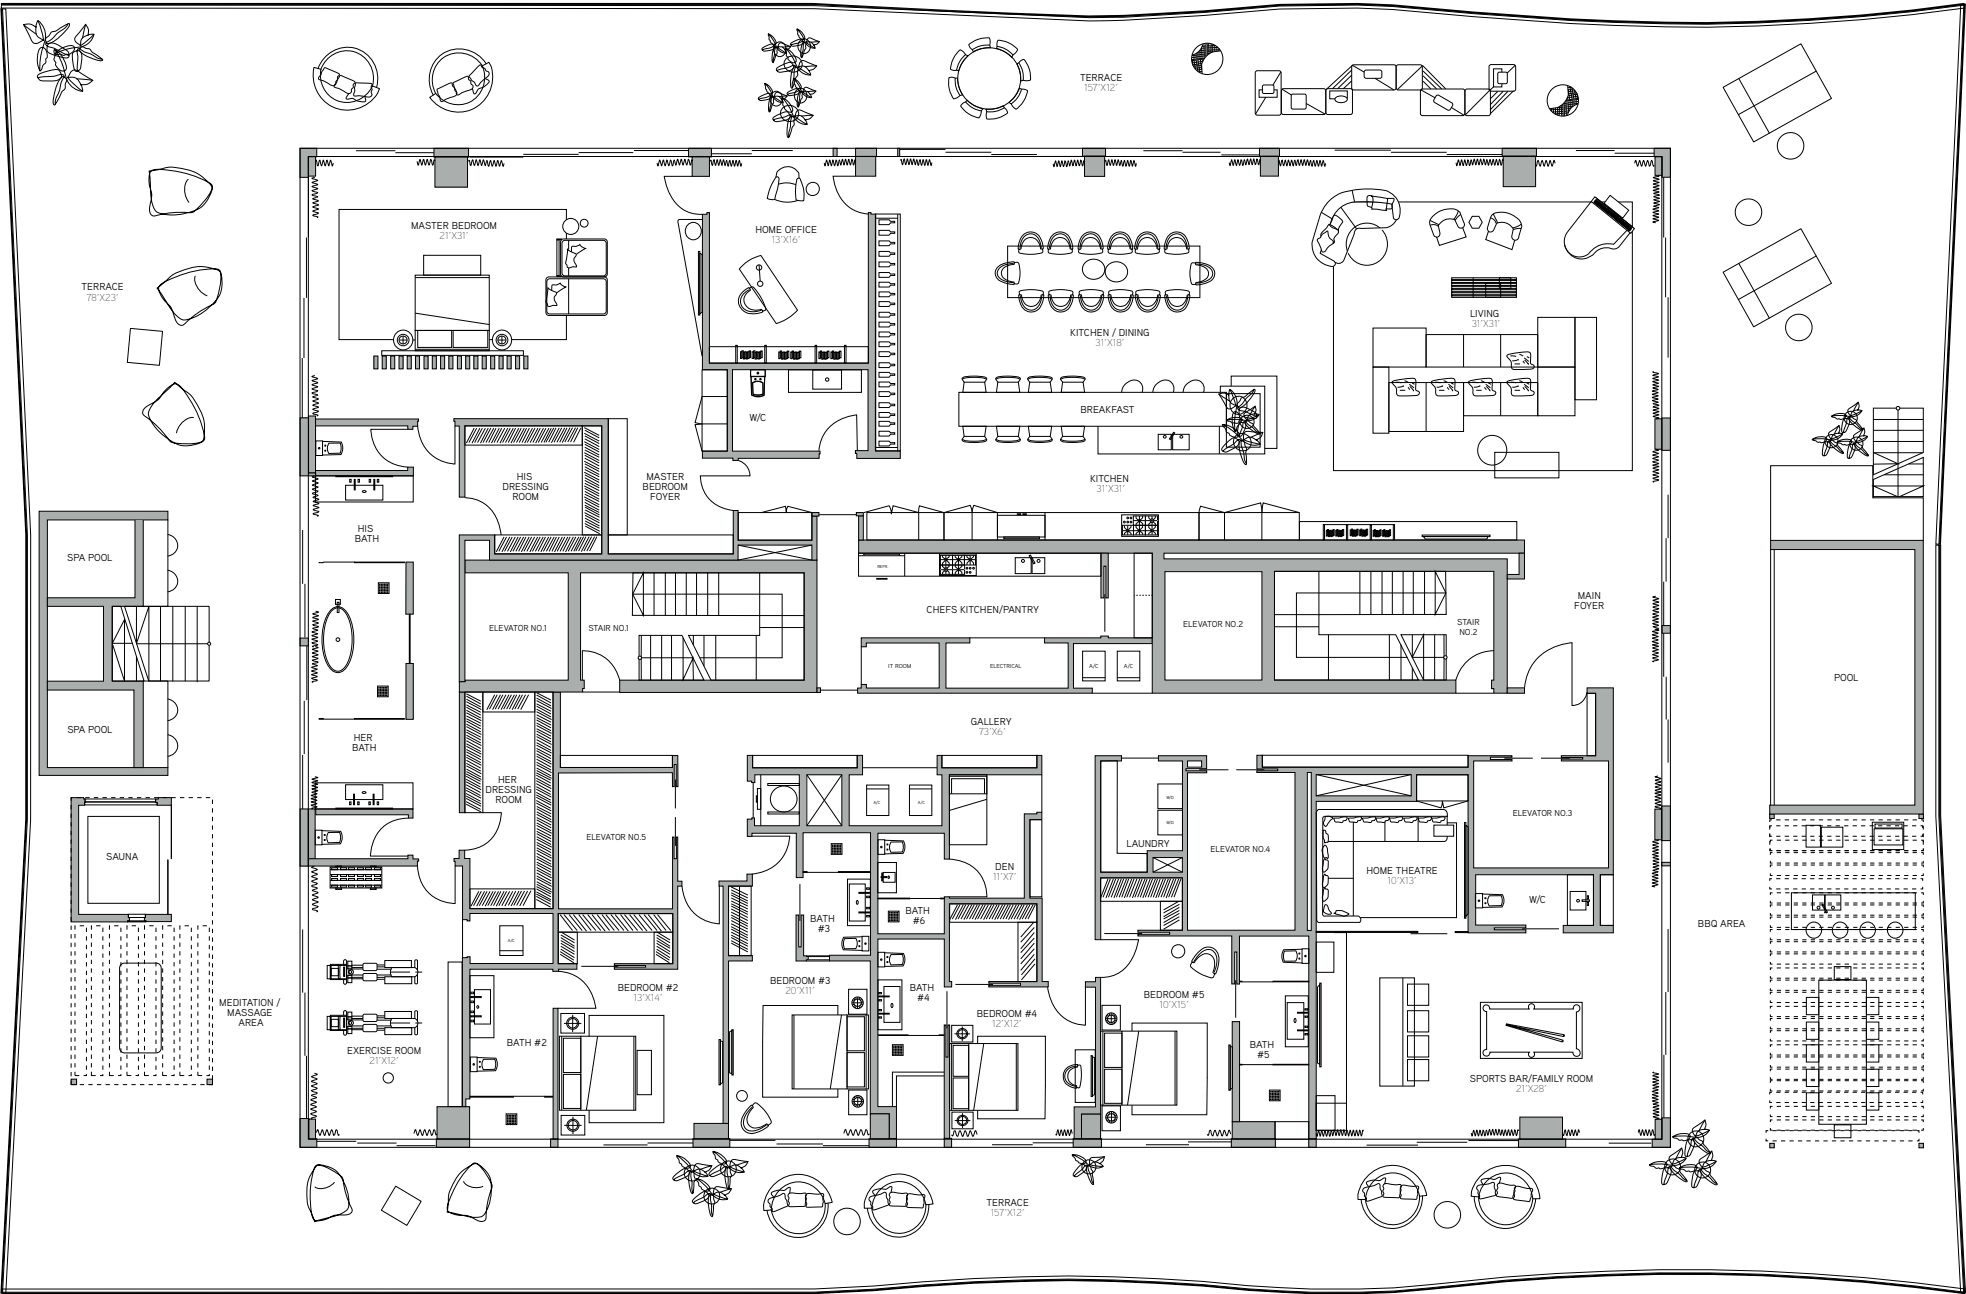 TERRACE
157'X12'
MASTER BEDROOM
21'X31'
HOME OFFICE
13'X16'
TERRACE
78'X23'
KITCHEN / DINING
31'X18'
LIVING
31'X31'
W/C
BREAKFAST
HIS
DRESSING
ROOM
MASTER
BEDROOM
FOYER
KITCHEN
31'X31'
HIS
BATH
SPA POOL
REFR.
CHEFS KITCHEN/PANTRY
MAIN
FOYER
ELEVATOR NO.1
STAIR NO.1
ELEVATOR NO.2
STAIR
NO.2
IT ROOM
ELECTRICAL
A/C
A/C
POOL
SPA POOL
HER
BATH
GALLERY
73'X6'
HER
DRESSING
ROOM
A/C
A/C
W/D
W/D
ELEVATOR NO.5
ELEVATOR NO.3
LAUNDRY
ELEVATOR NO.4
SAUNA
DEN
11'X7'
HOME THEATRE
10'X13'
W/C
BATH
#3
BATH
#6
BBQ AREA
A/C
MEDITATION /
MASSAGE
AREA
BEDROOM #2
13'X14'
BEDROOM #3
20'X11'
BATH
#4
BEDROOM #4
12'X12'
BEDROOM #5
10'X15'
BATH #2
BATH
#5
EXERCISE ROOM
21'X12'
SPORTS BAR/FAMILY ROOM
21'X28'
TERRACE
157'X12'